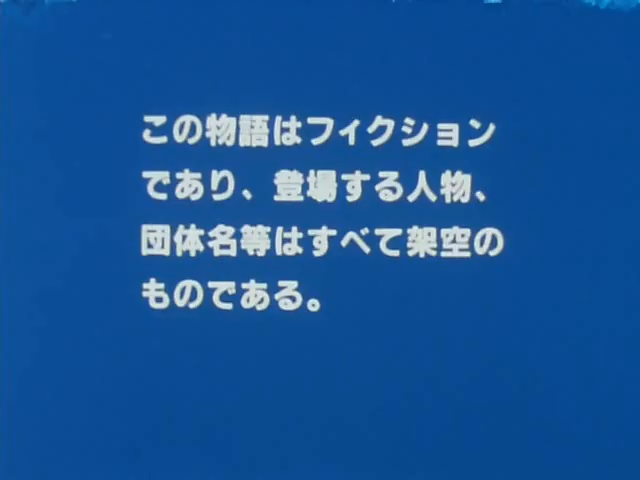 この物語はフィクション
であり、登場する人物、
団体名等はすべて架空の
ものである。